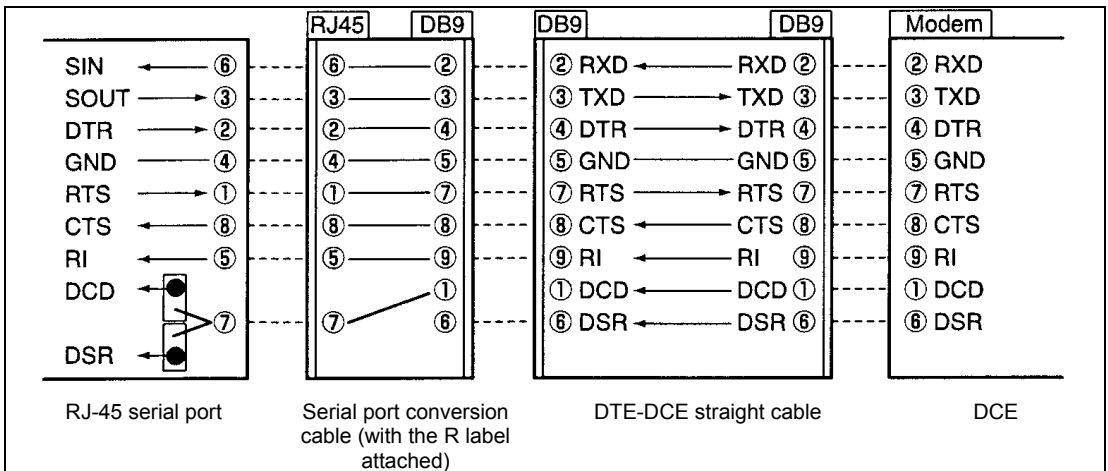 RJ45 DB9 DB9 DB9 Modem
SIN ⑥ ⑥ ② ② RXD RXD ② ② RXD
SOUT ③ ③ ③ ③ TXD TXD ③ ③ TXD
DTR ② ② ④ ④ DTR DTR ④ ④ DTR
GND ④ ④ ⑤ ⑤ GND GND ⑤ ⑤ GND
RTS ① ① ⑦ ⑦ RTS RTS ⑦ ⑦ RTS
CTS ⑧ ⑧ ⑧ ⑧ CTS CTS ⑧ ⑧ CTS
RI ⑤ ⑤ ⑨ ⑨ RI RI ⑨ ⑨ RI
DCD ① ① DCD DCD ① ① DCD
⑦ ⑦ ⑥ ⑥ DSR DSR ⑥ ⑥ DSR
DSR
RJ-45 serial port
Serial port conversion
cable (with the R label
attached)
DTE-DCE straight cable
DCE